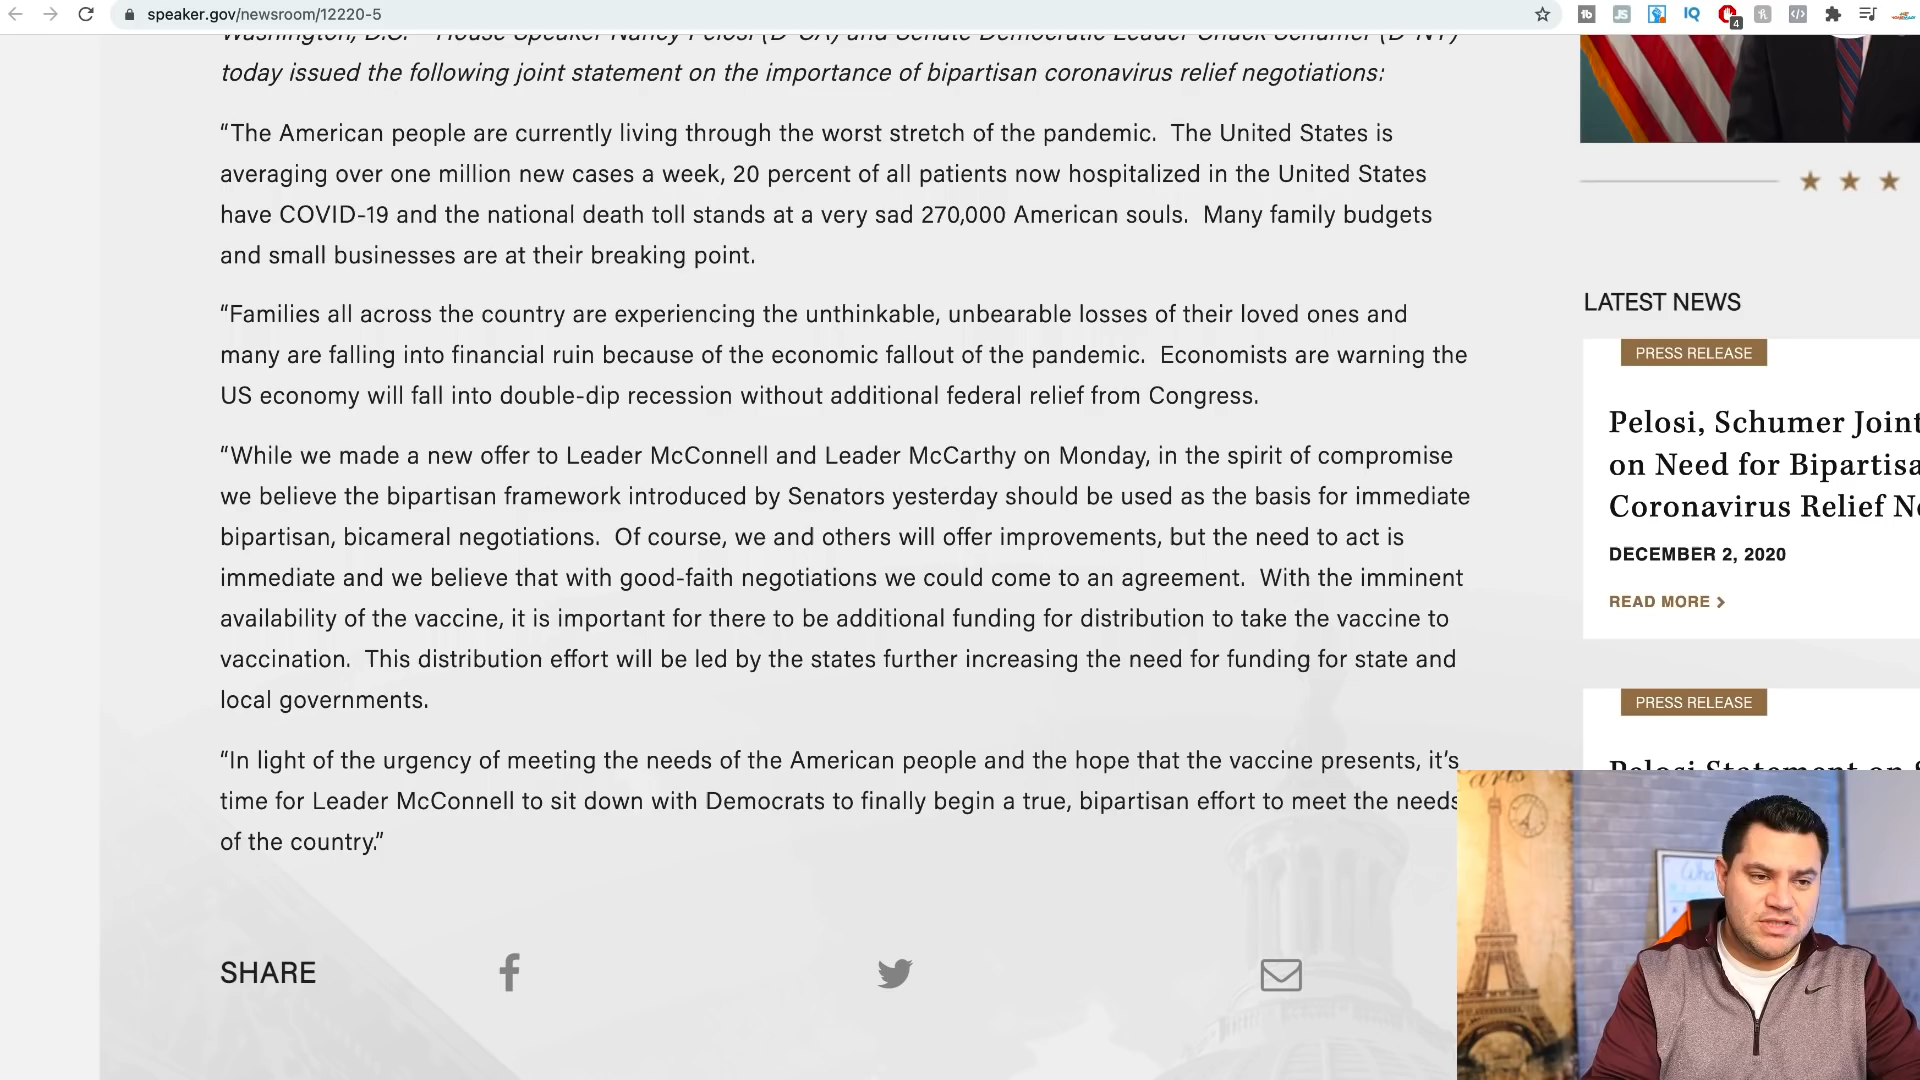 speaker.gov/newsroom/12220-5
Washington, D.C. – House Speaker Nancy Pelosi (D-CA) and Senate Democratic Leader Chuck Schumer (D-NY)
today issued the following joint statement on the importance of bipartisan coronavirus relief negotiations:
“The American people are currently living through the worst stretch of the pandemic.  The United States is
averaging over one million new cases a week, 20 percent of all patients now hospitalized in the United States
have COVID-19 and the national death toll stands at a very sad 270,000 American souls.  Many family budgets
and small businesses are at their breaking point.
“Families all across the country are experiencing the unthinkable, unbearable losses of their loved ones and
many are falling into financial ruin because of the economic fallout of the pandemic.  Economists are warning the
US economy will fall into double-dip recession without additional federal relief from Congress.
“While we made a new offer to Leader McConnell and Leader McCarthy on Monday, in the spirit of compromise
we believe the bipartisan framework introduced by Senators yesterday should be used as the basis for immediate
bipartisan, bicameral negotiations.  Of course, we and others will offer improvements, but the need to act is
immediate and we believe that with good-faith negotiations we could come to an agreement.  With the imminent
availability of the vaccine, it is important for there to be additional funding for distribution to take the vaccine to
vaccination.  This distribution effort will be led by the states further increasing the need for funding for state and
local governments.
“In light of the urgency of meeting the needs of the American people and the hope that the vaccine presents, it’s
time for Leader McConnell to sit down with Democrats to finally begin a true, bipartisan effort to meet the needs
of the country.”
SHARE
LATEST NEWS
PRESS RELEASE
Pelosi, Schumer Joint
on Need for Bipartisa
Coronavirus Relief Ne
DECEMBER 2, 2020
READ MORE
PRESS RELEASE
Pelosi Statement on